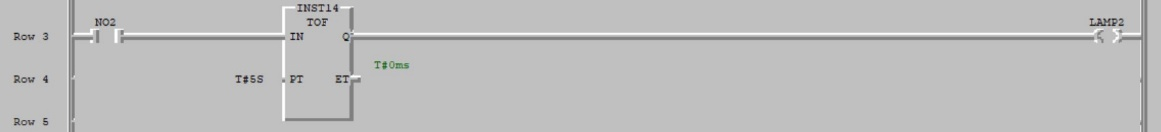 INST14
NO2 TOF LAMP2
Row 3 IN Q
T#0ms
Row 4 T#5S PT ET
Row 5